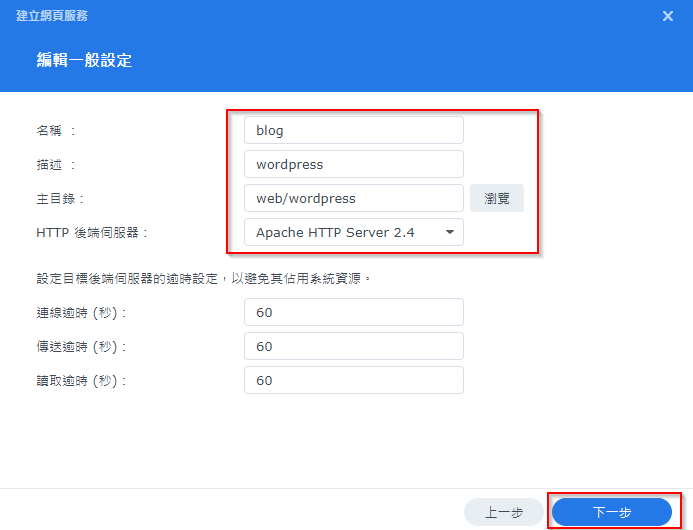 建立網頁服務
編輯一般設定
名稱 : blog
描述 : wordpress
主目錄 : web/wordpress 瀏覽
HTTP 後端伺服器 : Apache HTTP Server 2.4
設定目標後端伺服器的逾時設定，以避免其佔用系統資源。
連線逾時 (秒) : 60
傳送逾時 (秒) : 60
讀取逾時 (秒) : 60
上一步 下一步